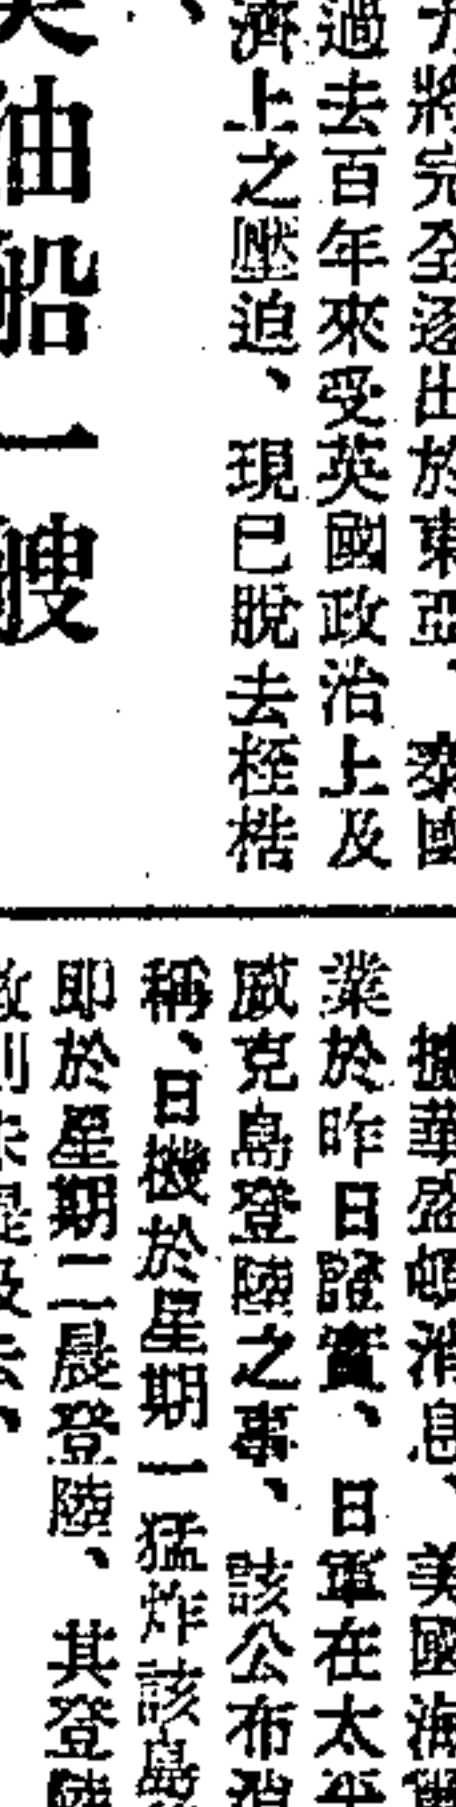 將完全逐出於東亞、泰國
過去百年來受英國政治上及
濟上之壓迫、現已脫去桎梏
油船一艘
據華盛頓消息、美國海軍
業於昨日證實、日軍在太平
威克島登陸之事、該公布消
稱、日機於星期一猛炸該島
即於星期二晨登陸、其登陸